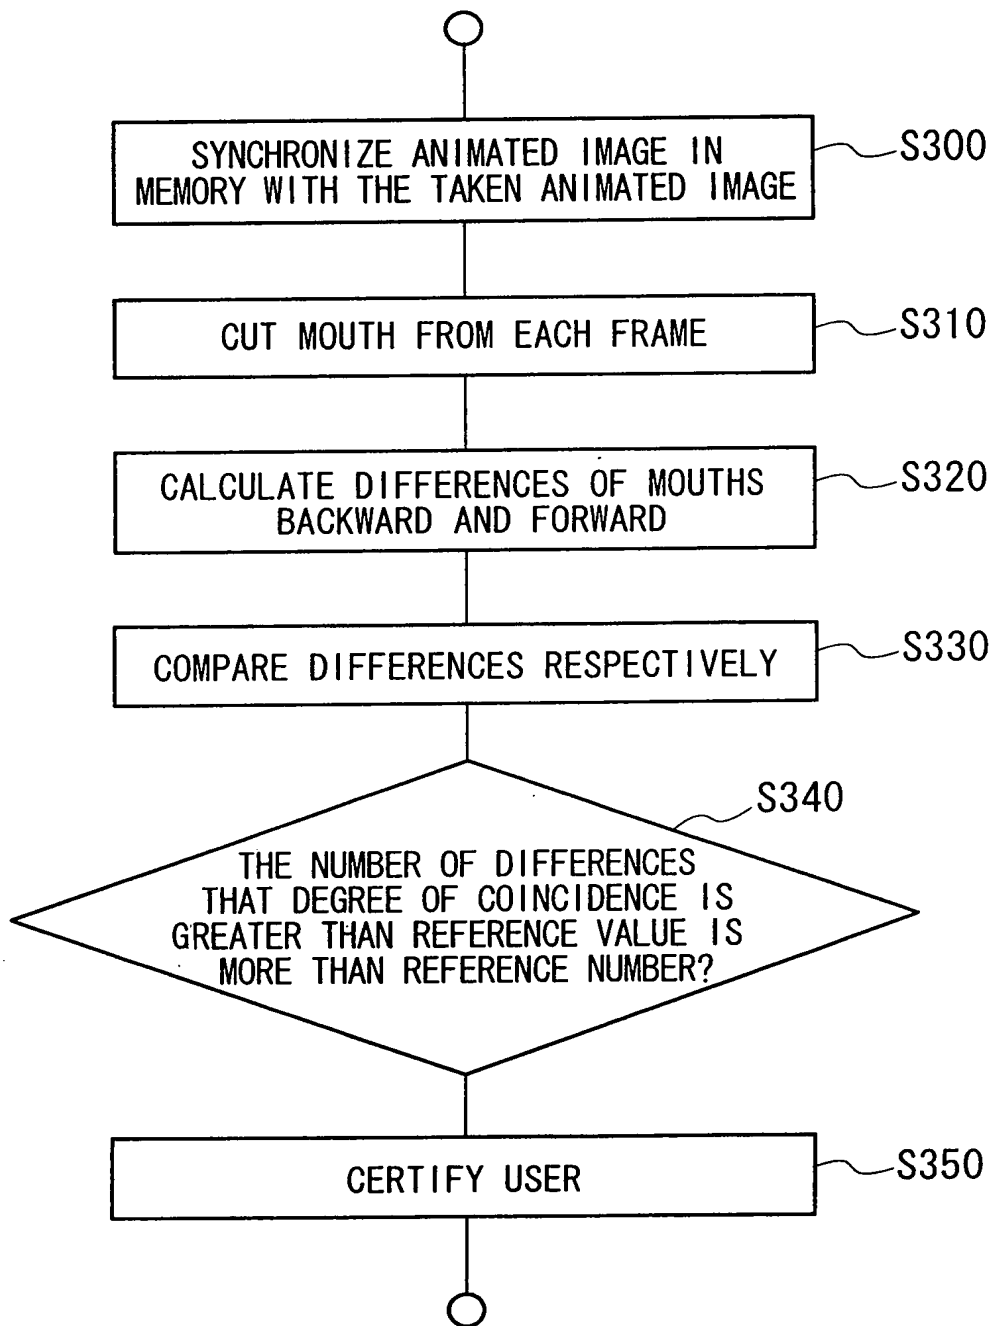 SYNCHRONIZE ANIMATED IMAGE IN
MEMORY WITH THE TAKEN ANIMATED IMAGE
S300
CUT MOUTH FROM EACH FRAME
S310
CALCULATE DIFFERENCES OF MOUTHS
BACKWARD AND FORWARD
S320
COMPARE DIFFERENCES RESPECTIVELY
S330
S340
THE NUMBER OF DIFFERENCES
THAT DEGREE OF COINCIDENCE IS
GREATER THAN REFERENCE VALUE IS
MORE THAN REFERENCE NUMBER?
CERTIFY USER
S350